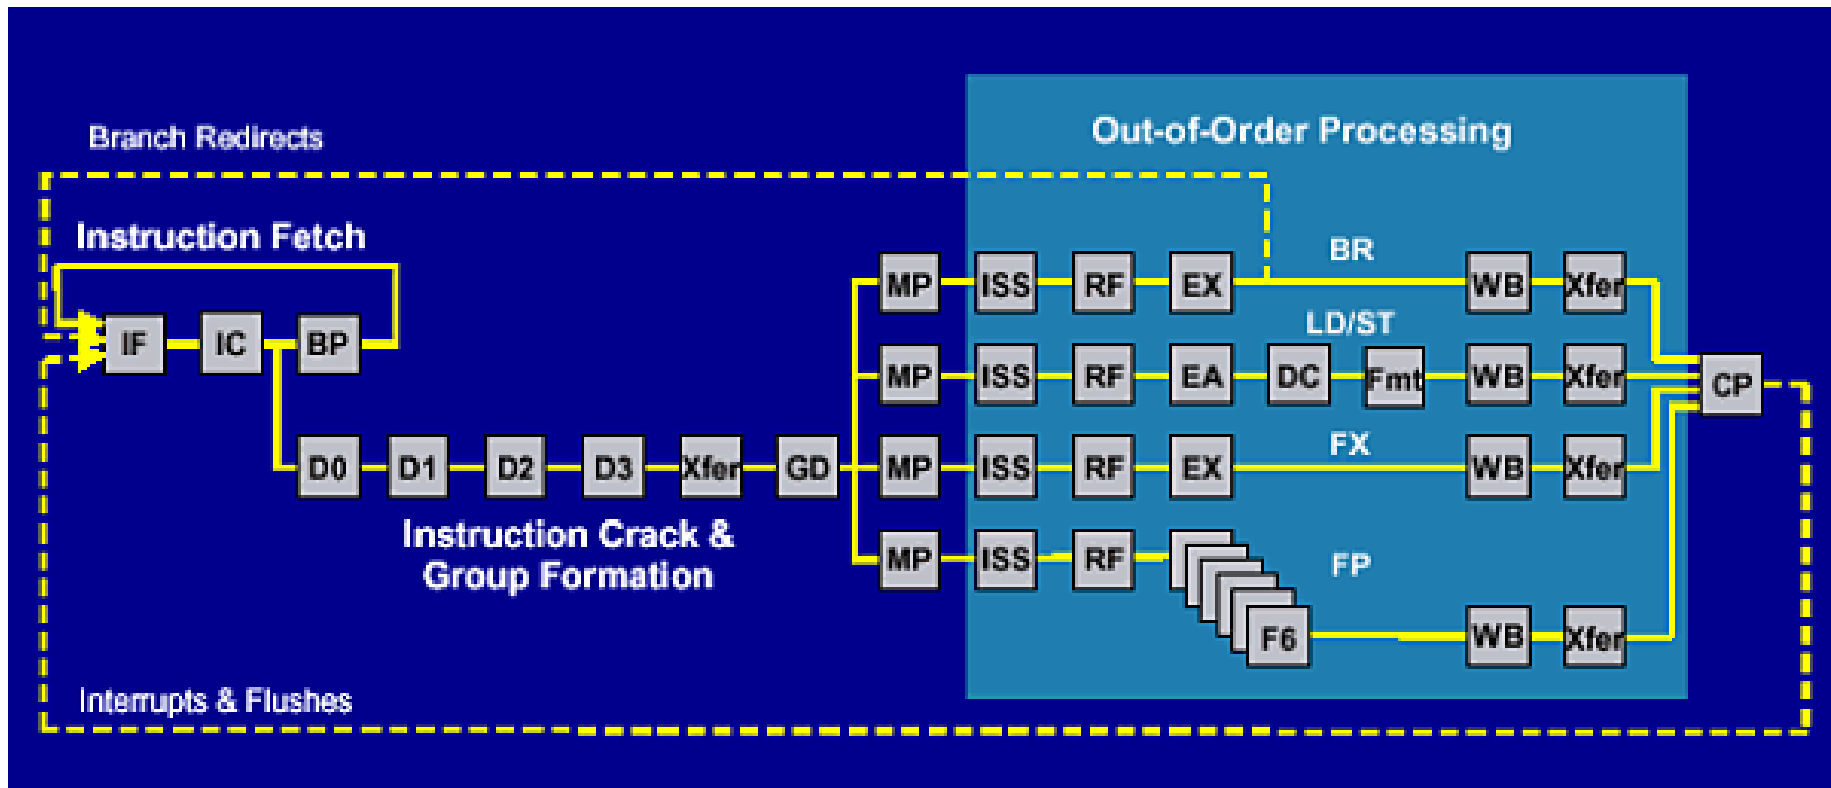 Out-of-Order Processing
Branch Redirects
Instruction Fetch
BR
MP ISS RF EX WB Xfer
LD/ST
IF IC BP
MP ISS RF EA DC Fmt WB Xfer
CP
FX
D0 D1 D2 D3 Xfer GD MP ISS RF EX WB Xfer
Instruction Crack &
Group Formation
MP ISS RF
FP
F6 WB Xfer
Interrupts & Flushes